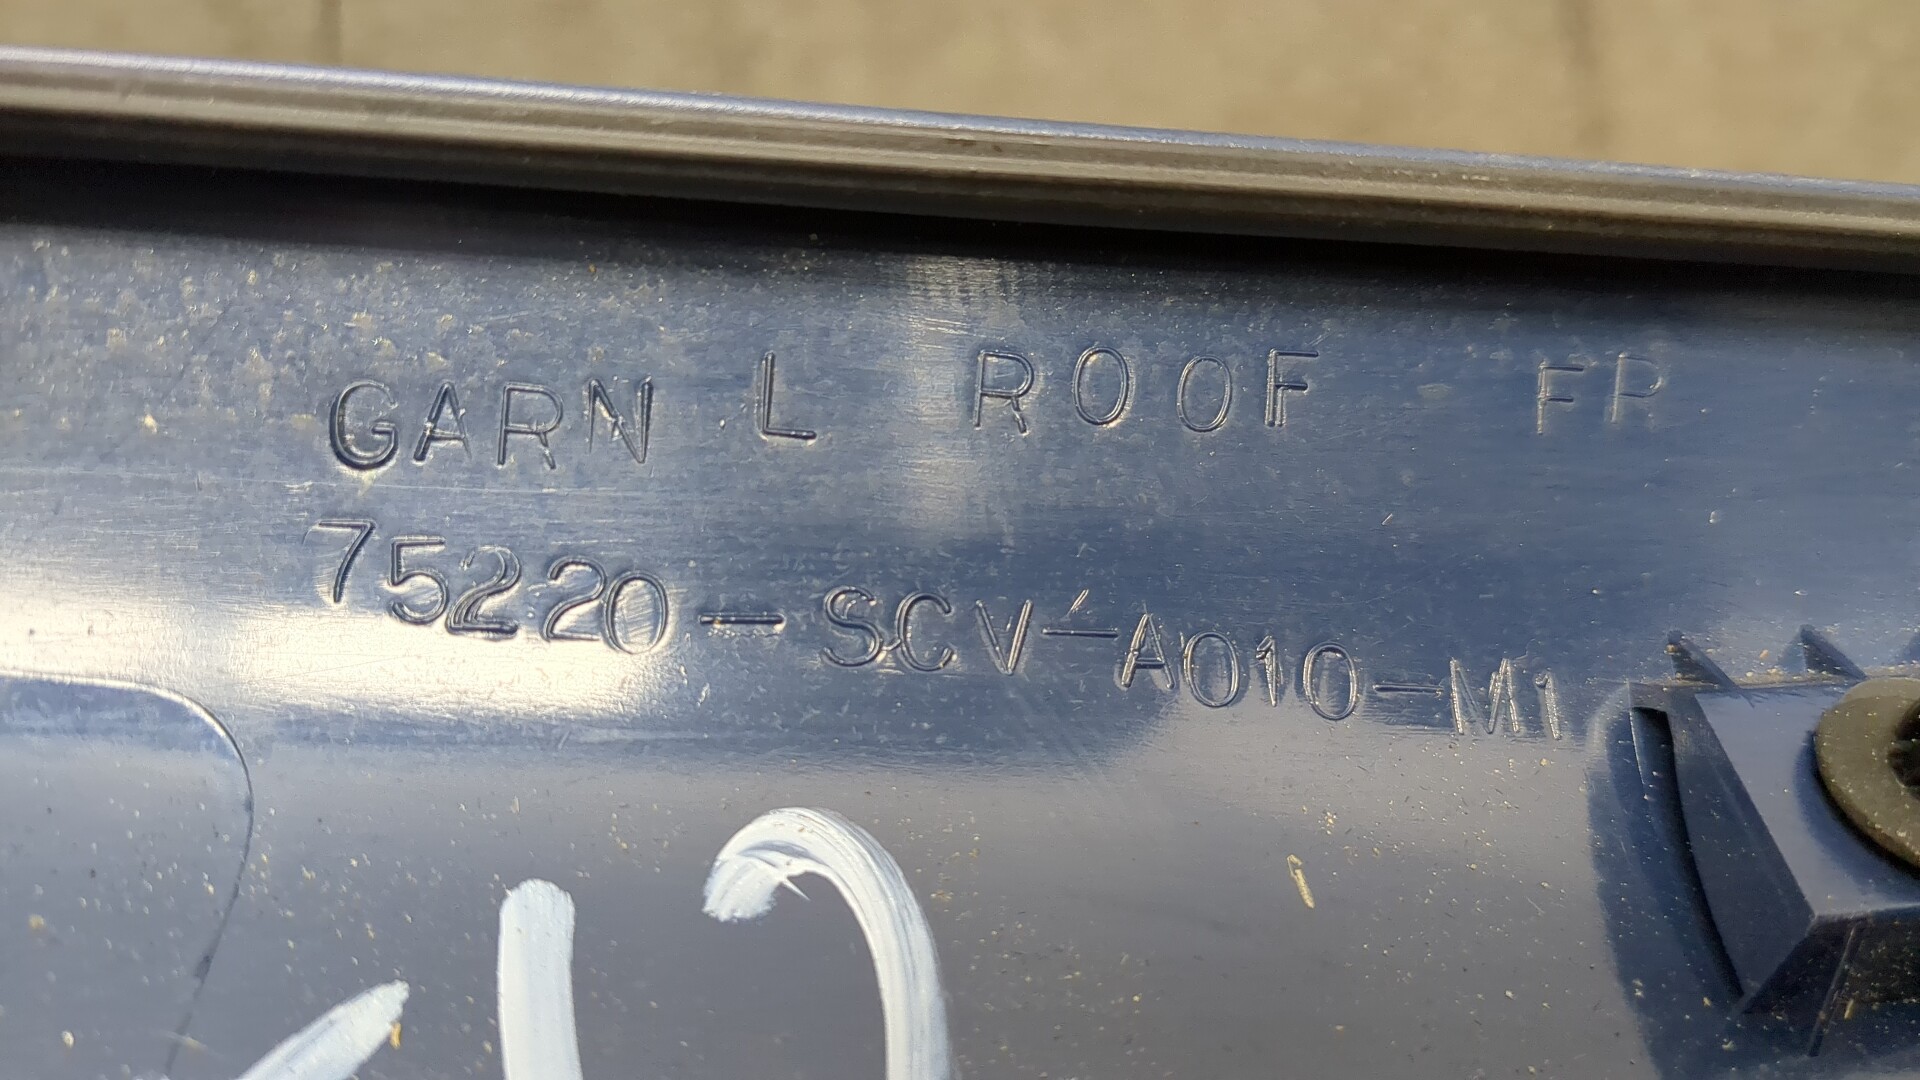 GARN L ROOF FR
75220-SCV-A010-M1